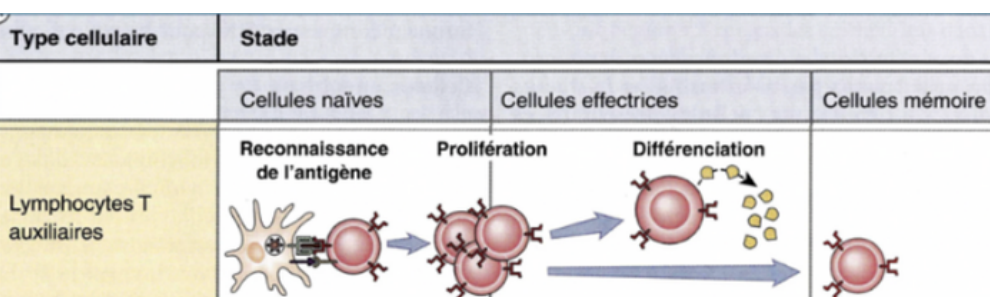 Type cellulaire
Stade
Cellules naïves
Cellules effectrices
Cellules mémoire
Reconnaissance
de l'antigène
Prolifération
Différenciation
Lymphocytes T
auxiliaires